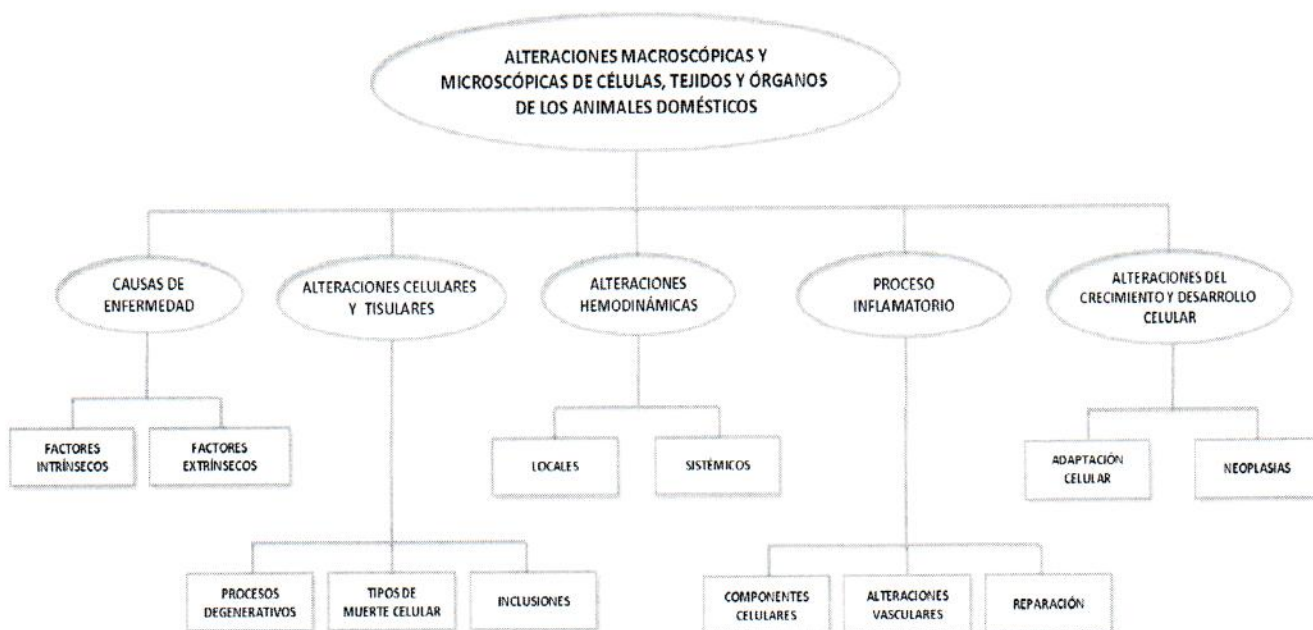 ALTERACIONES MACROSCÓPICAS Y
MICROSCÓPICAS DE CÉLULAS, TEJIDOS Y ÓRGANOS
DE LOS ANIMALES DOMÉSTICOS
CAUSAS DE
ENFERMEDAD
ALTERACIONES CELULARES
Y TISULARES
ALTERACIONES
HEMODINÁMICAS
PROCESO
INFLAMATORIO
ALTERACIONES DEL
CRECIMIENTO Y DESARROLLO
CELULAR
FACTORES
INTRÍNSECOS
FACTORES
EXTRÍNSECOS
LOCALES
SISTÉMICOS
ADAPTACIÓN
CELULAR
NEOPLASIAS
PROCESOS
DEGENERATIVOS
TIPOS DE
MUERTE CELULAR
INCLUSIONES
COMPONENTES
CELULARES
ALTERACIONES
VASCULARES
REPARACIÓN